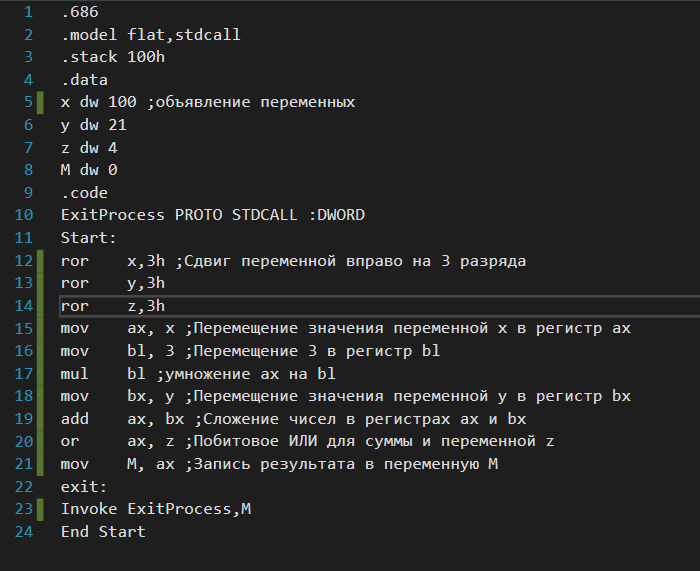 1 .686
2 .model flat,stdcall
3 .stack 100h
4 .data
5 x dw 100 ;объявление переменных
6 y dw 21
7 z dw 4
8 M dw 0
9 .code
10 ExitProcess PROTO STDCALL :DWORD
11 Start:
12 ror x,3h ;Сдвиг переменной вправо на 3 разряда
13 ror y,3h
14 ror z,3h
15 mov ax, x ;Перемещение значения переменной x в регистр ax
16 mov bl, 3 ;Перемещение 3 в регистр bl
17 mul bl ;умножение ax на bl
18 mov bx, y ;Перемещение значения переменной y в регистр bx
19 add ax, bx ;Сложение чисел в регистрах ax и bx
20 or ax, z ;Побитовое ИЛИ для суммы и переменной z
21 mov M, ax ;Запись результата в переменную M
22 exit:
23 Invoke ExitProcess,M
24 End Start